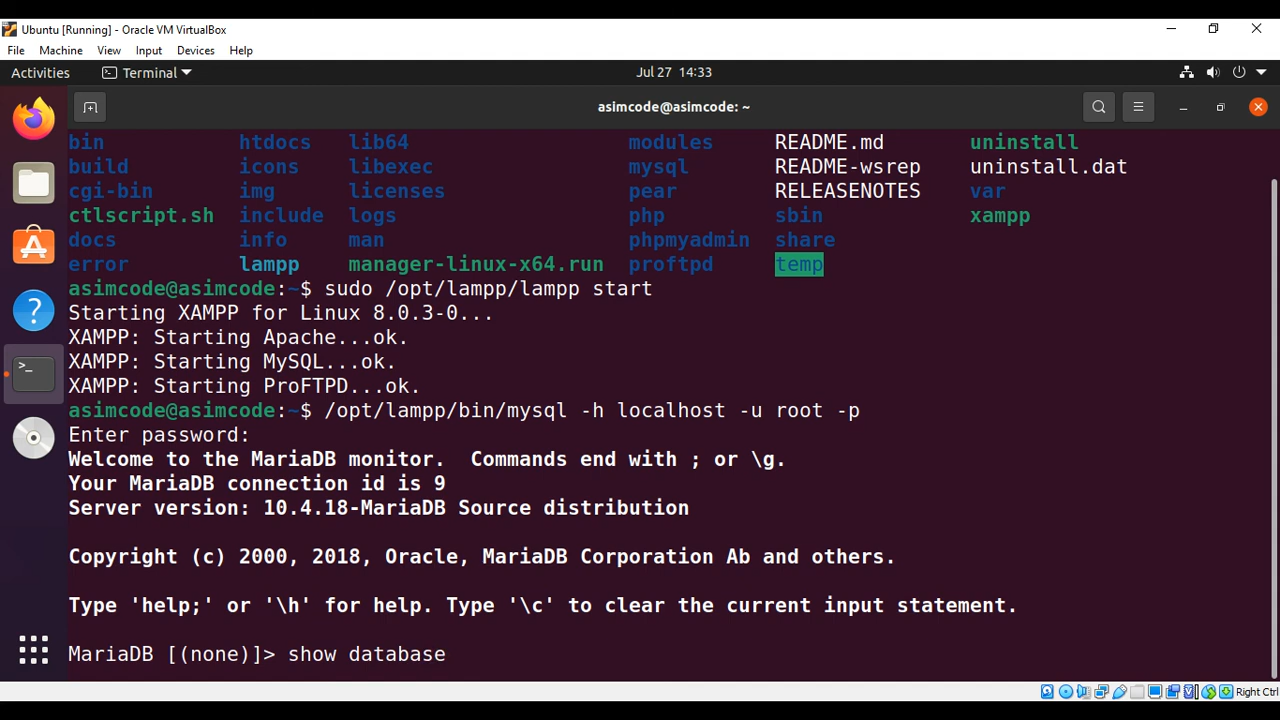 Ubuntu [Running] - Oracle VM VirtualBox
File Machine View Input Devices Help
Activities Terminal Jul 27 14:33
asimcode@asimcode: ~
bin htdocs lib64 modules README.md uninstall
build icons libexec mysql README-wsrep uninstall.dat
cgi-bin img licenses pear RELEASENOTES var
ctlscript.sh include logs php sbin xampp
docs info man phpmyadmin share
error lampp manager-linux-x64.run proftpd temp
asimcode@asimcode:~$ sudo /opt/lampp/lampp start
Starting XAMPP for Linux 8.0.3-0...
XAMPP: Starting Apache...ok.
XAMPP: Starting MySQL...ok.
XAMPP: Starting ProFTPD...ok.
asimcode@asimcode:~$ /opt/lampp/bin/mysql -h localhost -u root -p
Enter password:
Welcome to the MariaDB monitor.  Commands end with ; or \g.
Your MariaDB connection id is 9
Server version: 10.4.18-MariaDB Source distribution
Copyright (c) 2000, 2018, Oracle, MariaDB Corporation Ab and others.
Type 'help;' or '\h' for help. Type '\c' to clear the current input statement.
MariaDB [(none)]> show database
Right Ctrl